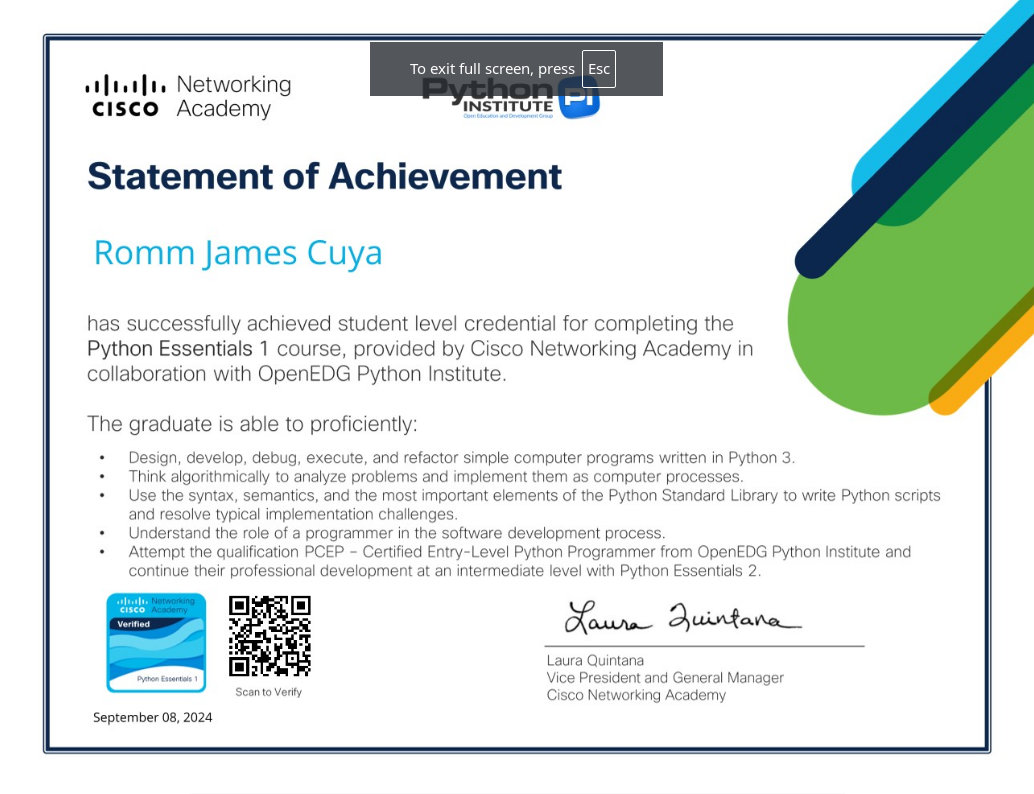 To exit full screen, press Esc
CISCO Networking Academy
Python INSTITUTE PI
Open Education and Development Group
Statement of Achievement
Romm James Cuya
has successfully achieved student level credential for completing the
Python Essentials 1 course, provided by Cisco Networking Academy in
collaboration with OpenEDG Python Institute.
The graduate is able to proficiently:
• Design, develop, debug, execute, and refactor simple computer programs written in Python 3.
• Think algorithmically to analyze problems and implement them as computer processes.
• Use the syntax, semantics, and the most important elements of the Python Standard Library to write Python scripts
and resolve typical implementation challenges.
• Understand the role of a programmer in the software development process.
• Attempt the qualification PCEP – Certified Entry-Level Python Programmer from OpenEDG Python Institute and
continue their professional development at an intermediate level with Python Essentials 2.
CISCO Networking Academy
Verified
Python Essentials 1
Scan to Verify
September 08, 2024
Laura Quintana
Laura Quintana
Vice President and General Manager
Cisco Networking Academy